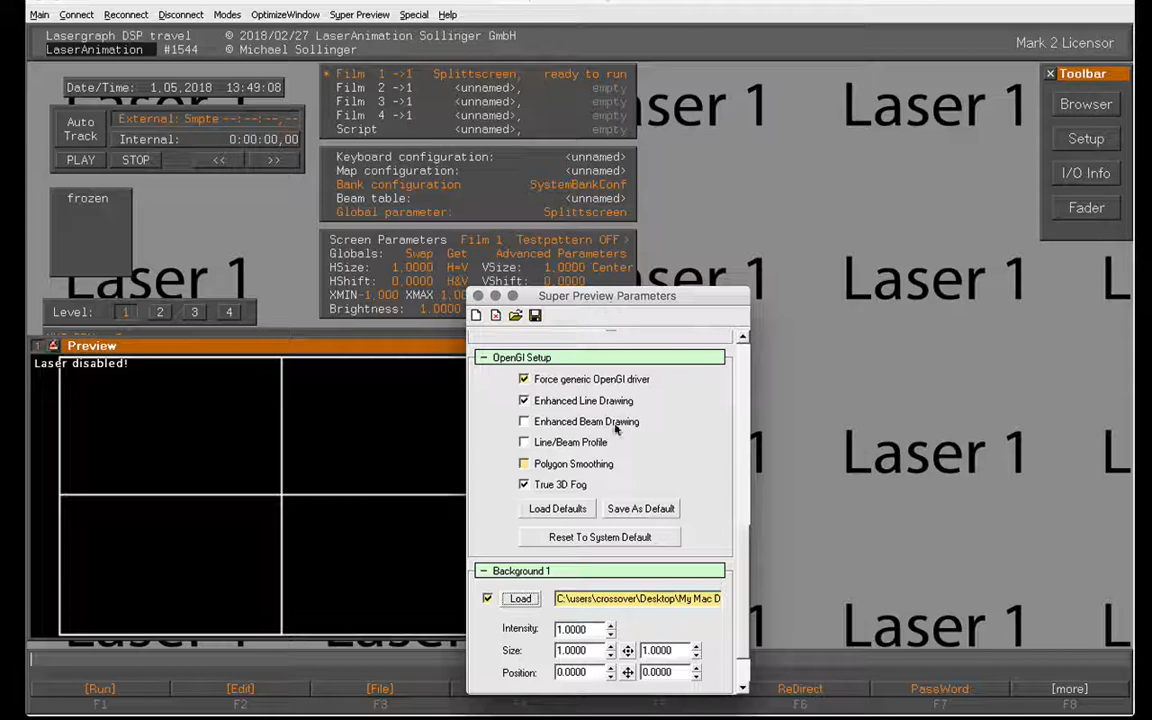 Main Connect Reconnect Disconnect Modes OptimizeWindow Super Preview Special Help
Lasergraph DSP travel © 2018/02/27 LaserAnimation Sollinger GmbH
LaserAnimation #1544 © Michael Sollinger
Mark 2 Licensor
Date/Time: 1.05.2018 13:49:08
Auto Track
External: Smpte --:--:--,--
Internal: 0:00:00,00
PLAY STOP << >>
frozen
Level: 1 2 3 4
* Film 1 ->1 Splittscreen, ready to run
Film 2 ->1 <unnamed>, empty
Film 3 ->1 <unnamed>, empty
Film 4 ->1 <unnamed>, empty
Script <unnamed>, empty
Keyboard configuration: <unnamed>
Map configuration: <unnamed>
Bank configuration SystemBankConf
Beam table: <unnamed>
Global parameter: Splittscreen
Screen Parameters Film 1 Testpattern OFF>
Globals: Swap Get Advanced Parameters
HSize: 1.0000 H=V VSize: 1.0000 Center
HShift: 0.0000 H&V VShift: 0.0000
XMIN-1.000 XMAX 1.00
Brightness: 1.0000
× Toolbar
Browser
Setup
I/O Info
Fader
Laser 1
Laser 1
Laser 1
Laser 1
Laser 1
Laser 1
1 Preview
Laser disabled!
Super Preview Parameters
OpenGl Setup
Force generic OpenGl driver
Enhanced Line Drawing
Enhanced Beam Drawing
Line/Beam Profile
Polygon Smoothing
True 3D Fog
Load Defaults Save As Default
Reset To System Default
Background 1
Load C:\users\crossover\Desktop\My Mac D
Intensity: 1.0000
Size: 1.0000 1.0000
Position: 0.0000 0.0000
[Run] [Edit] [File] ReDirect PassWord [more]
F1 F2 F3 F6 F7 F8